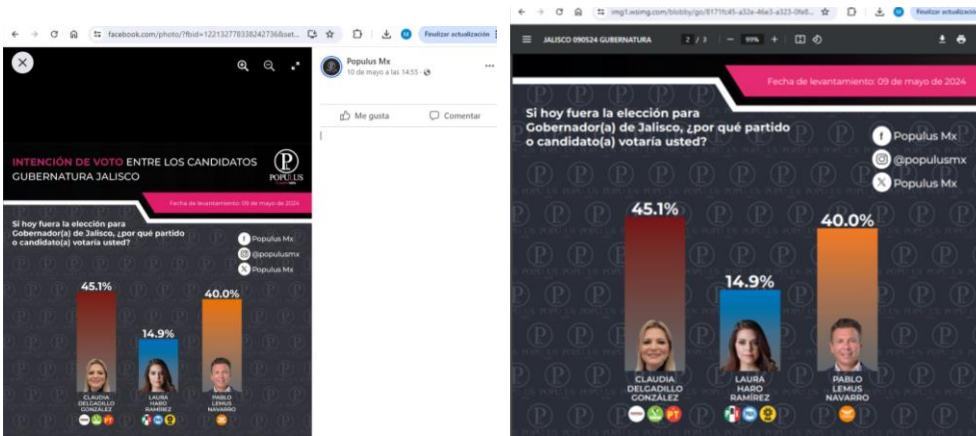 facebook.com/photo/?fbid=122132778338242736&set...
Finalizar actualización
Populus Mx
10 de mayo a las 14:55
Me gusta
Comentar
INTENCIÓN DE VOTO ENTRE LOS CANDIDATOS
GUBERNATURA JALISCO
POPULUS
Fecha de levantamiento: 09 de mayo de 2024
Si hoy fuera la elección para
Gobernador(a) de Jalisco, ¿por qué partido
o candidato(a) votaría usted?
Populus Mx
@populusmx
Populus Mx
45.1%
14.9%
40.0%
CLAUDIA
DELGADILLO
GONZÁLEZ
LAURA
HARO
RAMÍREZ
PABLO
LEMUS
NAVARRO
Finalizar actualización
JALISCO 090524 GUBERNATURA
2 / 3
99%
Fecha de levantamiento: 09 de mayo de 2024
Si hoy fuera la elección para
Gobernador(a) de Jalisco, ¿por qué partido
o candidato(a) votaría usted?
Populus Mx
@populusmx
Populus Mx
45.1%
14.9%
40.0%
CLAUDIA
DELGADILLO
GONZÁLEZ
LAURA
HARO
RAMÍREZ
PABLO
LEMUS
NAVARRO